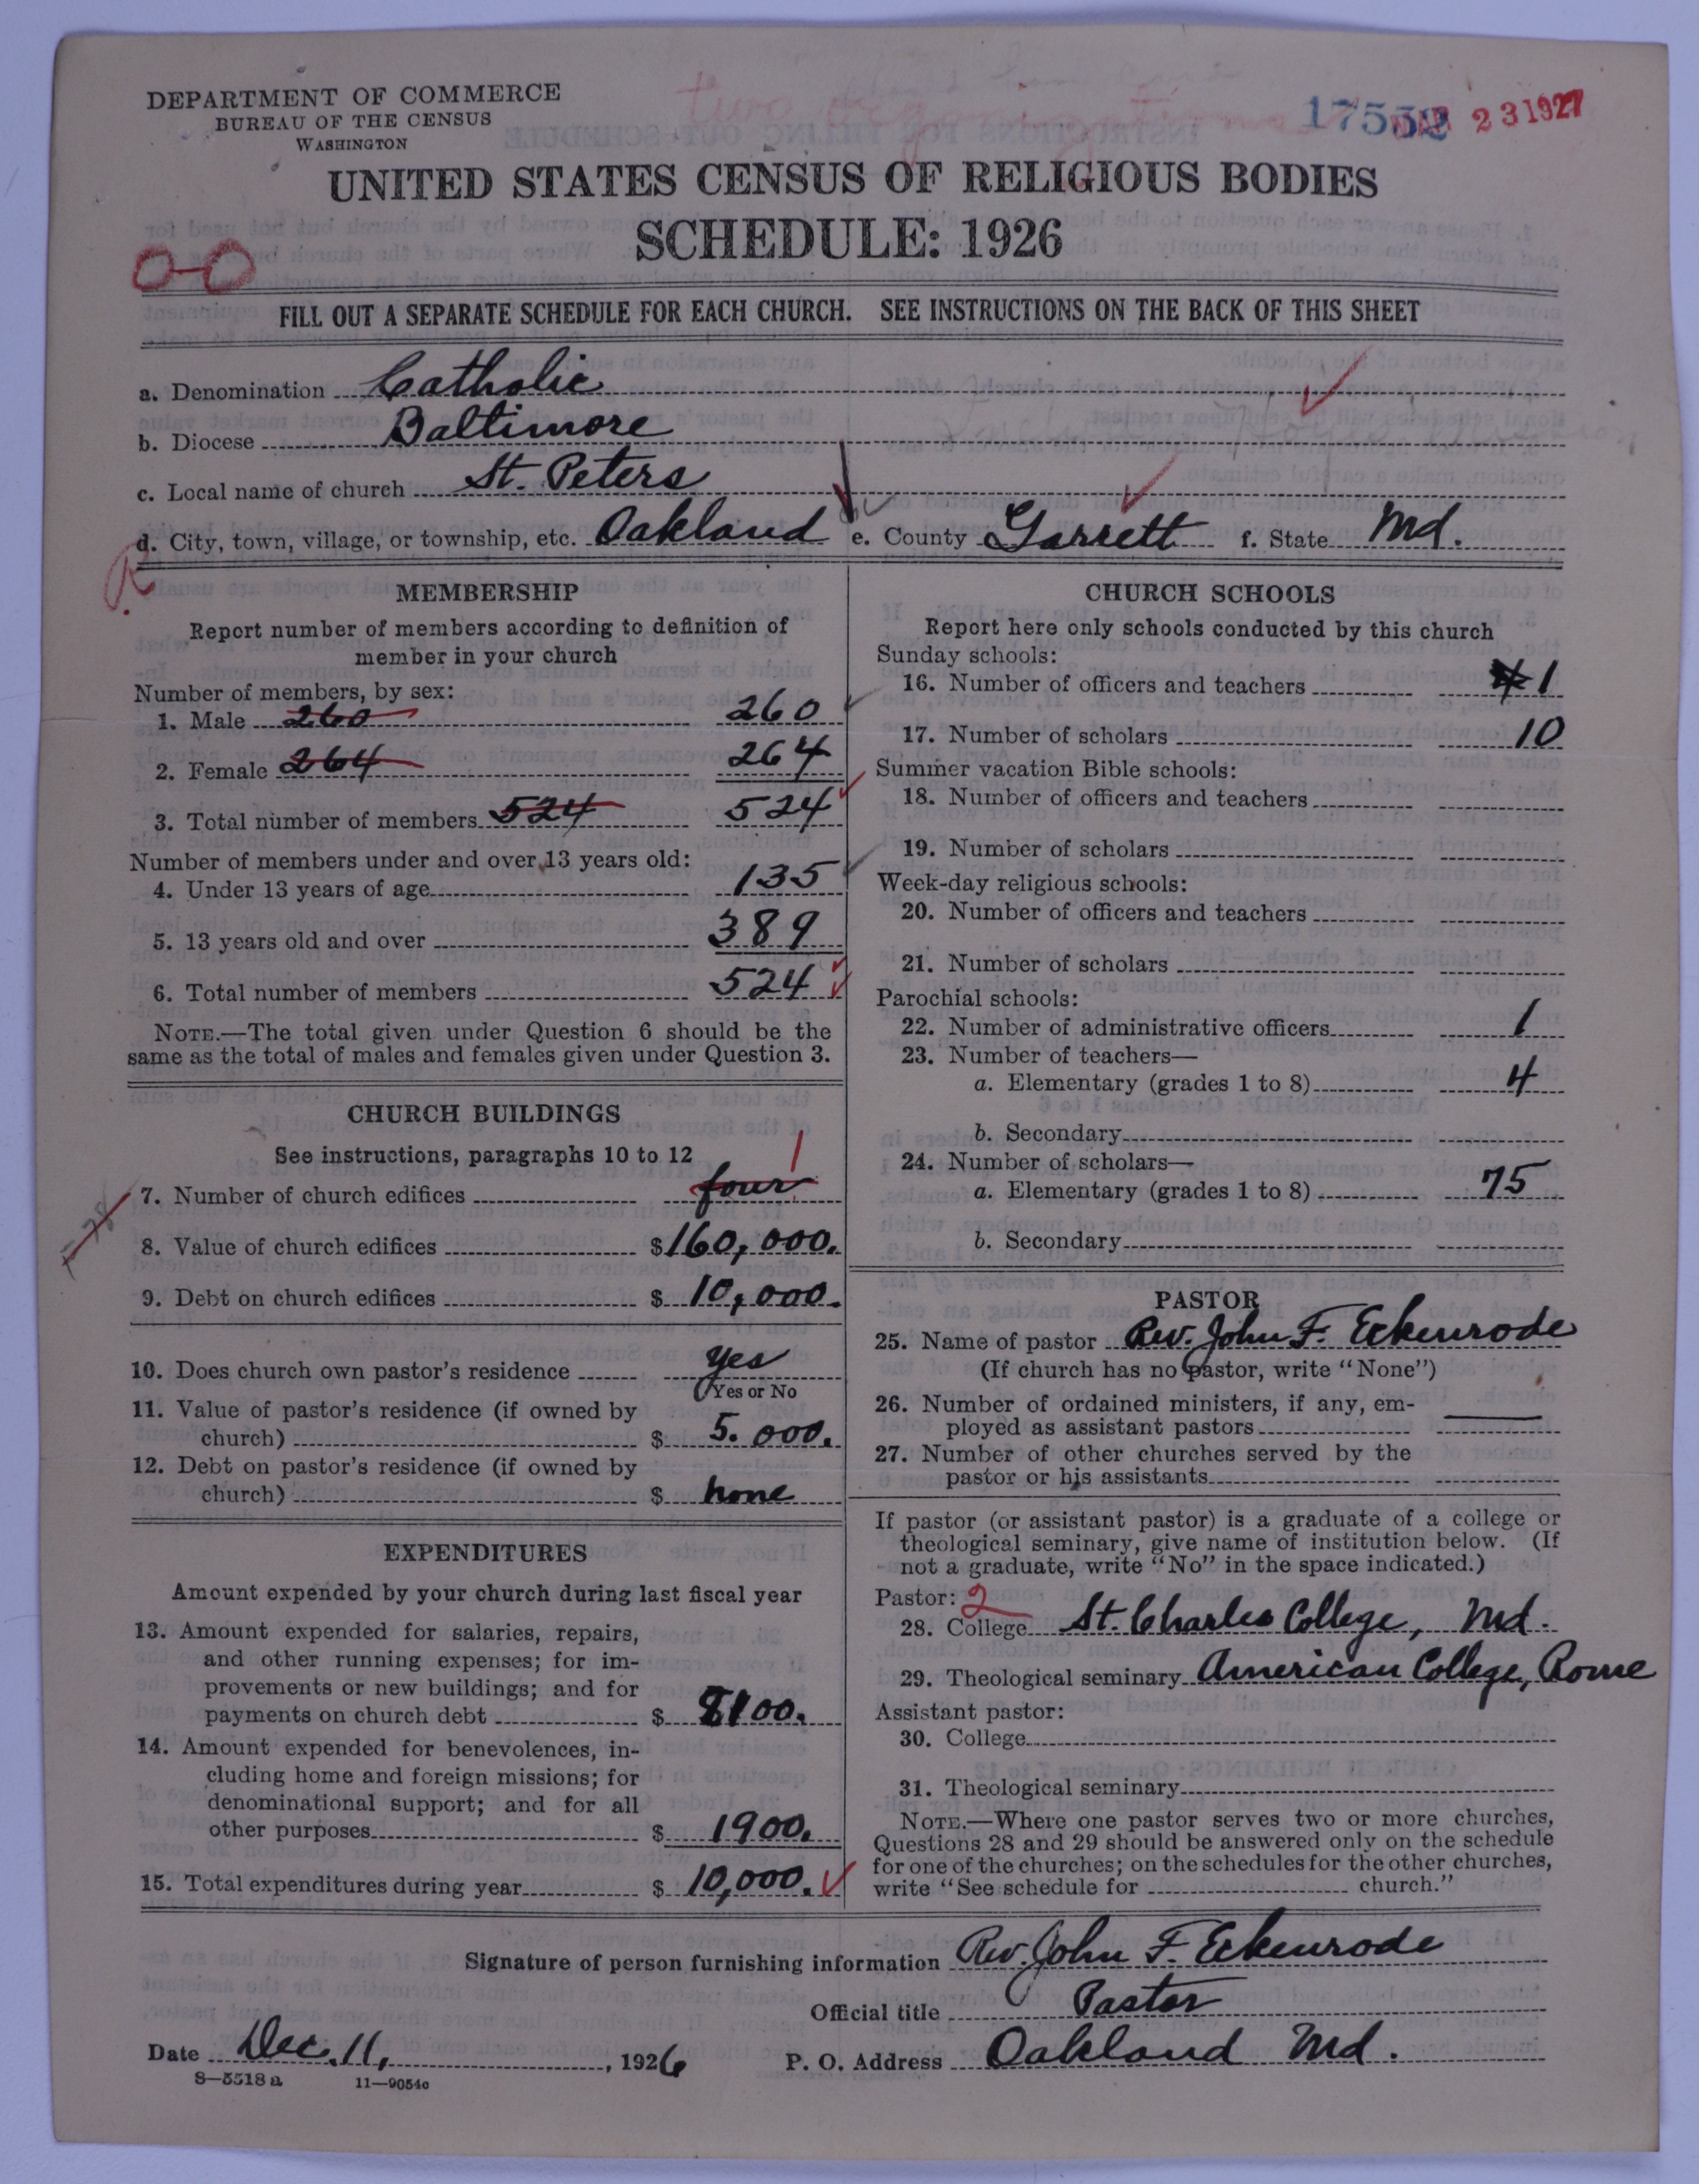 DEPARTMENT OF COMMERCE
BUREAU OF THE CENSUS
WASHINGTON
17552
23 1927
UNITED STATES CENSUS OF RELIGIOUS BODIES
SCHEDULE: 1926
FILL OUT A SEPARATE SCHEDULE FOR EACH CHURCH. SEE INSTRUCTIONS ON THE BACK OF THIS SHEET
a. Denomination Catholic
b. Diocese Baltimore
c. Local name of church St. Peters
d. City, town, village, or township, etc. Oakland e. County Garrett f. State Md.
MEMBERSHIP
Report number of members according to definition of
member in your church
Number of members, by sex:
1. Male 260 260
2. Female 264 264
3. Total number of members 524 524
Number of members under and over 13 years old:
4. Under 13 years of age 135
5. 13 years old and over 389
6. Total number of members 524
NOTE.—The total given under Question 6 should be the
same as the total of males and females given under Question 3.
CHURCH BUILDINGS
See instructions, paragraphs 10 to 12
7. Number of church edifices four 1
8. Value of church edifices $160,000.
9. Debt on church edifices $ 10,000.
10. Does church own pastor's residence yes
Yes or No
11. Value of pastor's residence (if owned by
church) $ 5.000.
12. Debt on pastor's residence (if owned by
church) $ none
EXPENDITURES
Amount expended by your church during last fiscal year
13. Amount expended for salaries, repairs,
and other running expenses; for im-
provements or new buildings; and for
payments on church debt $ 8100.
14. Amount expended for benevolences, in-
cluding home and foreign missions; for
denominational support; and for all
other purposes $ 1900.
15. Total expenditures during year $ 10,000.
CHURCH SCHOOLS
Report here only schools conducted by this church
Sunday schools:
16. Number of officers and teachers 1
17. Number of scholars 10
Summer vacation Bible schools:
18. Number of officers and teachers
19. Number of scholars
Week-day religious schools:
20. Number of officers and teachers
21. Number of scholars
Parochial schools:
22. Number of administrative officers 1
23. Number of teachers—
a. Elementary (grades 1 to 8) 4
b. Secondary
24. Number of scholars—
a. Elementary (grades 1 to 8) 75
b. Secondary
PASTOR
25. Name of pastor Rev. John F. Eckenrode
(If church has no pastor, write "None")
26. Number of ordained ministers, if any, em-
ployed as assistant pastors
27. Number of other churches served by the
pastor or his assistants
If pastor (or assistant pastor) is a graduate of a college or
theological seminary, give name of institution below. (If
not a graduate, write "No" in the space indicated.)
Pastor: 2
28. College St. Charles College, Md.
29. Theological seminary American College, Rome
Assistant pastor:
30. College
31. Theological seminary
NOTE.—Where one pastor serves two or more churches,
Questions 28 and 29 should be answered only on the schedule
for one of the churches; on the schedules for the other churches,
write "See schedule for church."
Signature of person furnishing information Rev. John F. Eckenrode
Official title Pastor
Date Dec. 11, 1926 P. O. Address Oakland Md.
8—5518a 11—9054c